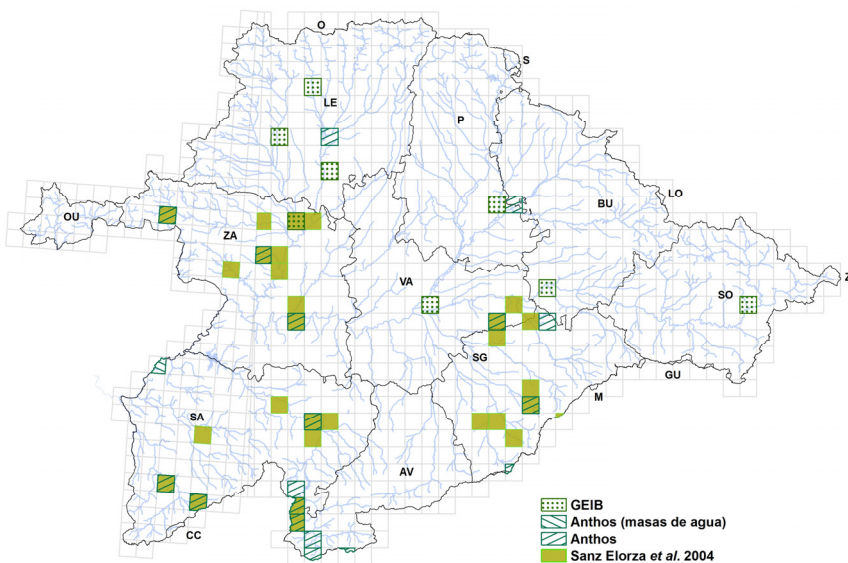 O
S
LE
P
OU
BU
LO
ZA
VA
SO
Z
SG
GU
M
SA
AV
CC
GEIB
Anthos (masas de agua)
Anthos
Sanz Elorza et al. 2004